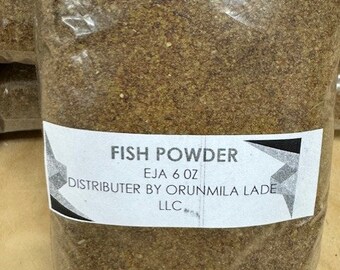 FISH POWDER
EJA 6 OZ
DISTRIBUTER BY ORUNMILA LADE
LLC